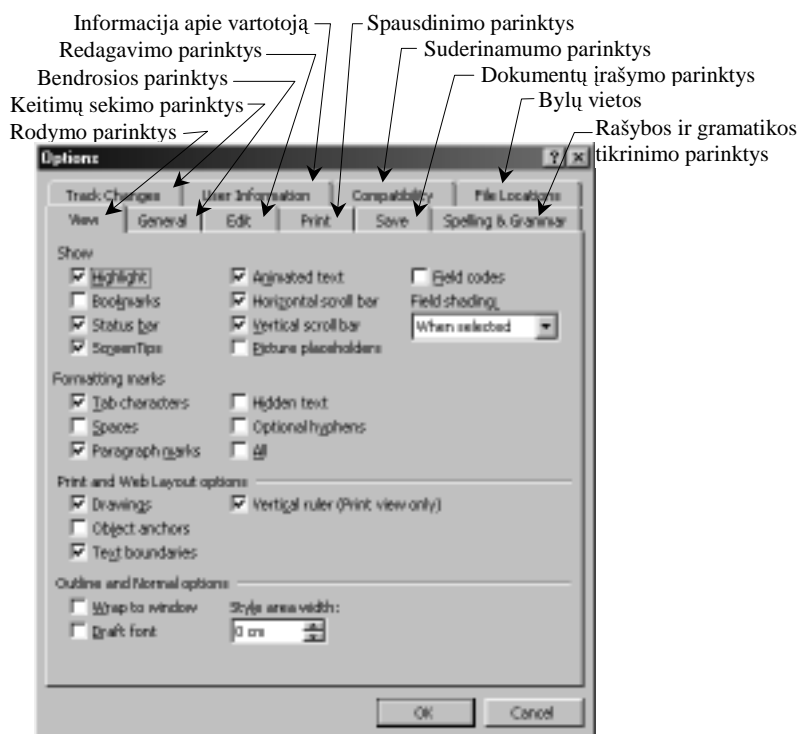 Informacija apie vartotoją
Spausdinimo parinktys
Redagavimo parinktys
Suderinamumo parinktys
Bendrosios parinktys
Dokumentų įrašymo parinktys
Keitimų sekimo parinktys
Bylų vietos
Rodymo parinktys
Rašybos ir gramatikos
tikrinimo parinktys
Options
Track Changes User Information Compatibility File Locations
View General Edit Print Save Spelling & Grammar
Show
Highlight Animated text Field codes
Bookmarks Horizontal scroll bar Field shading:
Status bar Vertical scroll bar When selected
ScreenTips Picture placeholders
Formatting marks
Tab characters Hidden text
Spaces Optional hyphens
Paragraph marks All
Print and Web Layout options
Drawings Vertical ruler (Print view only)
Object anchors
Text boundaries
Outline and Normal options
Wrap to window Style area width:
Draft font 0 cm
OK Cancel